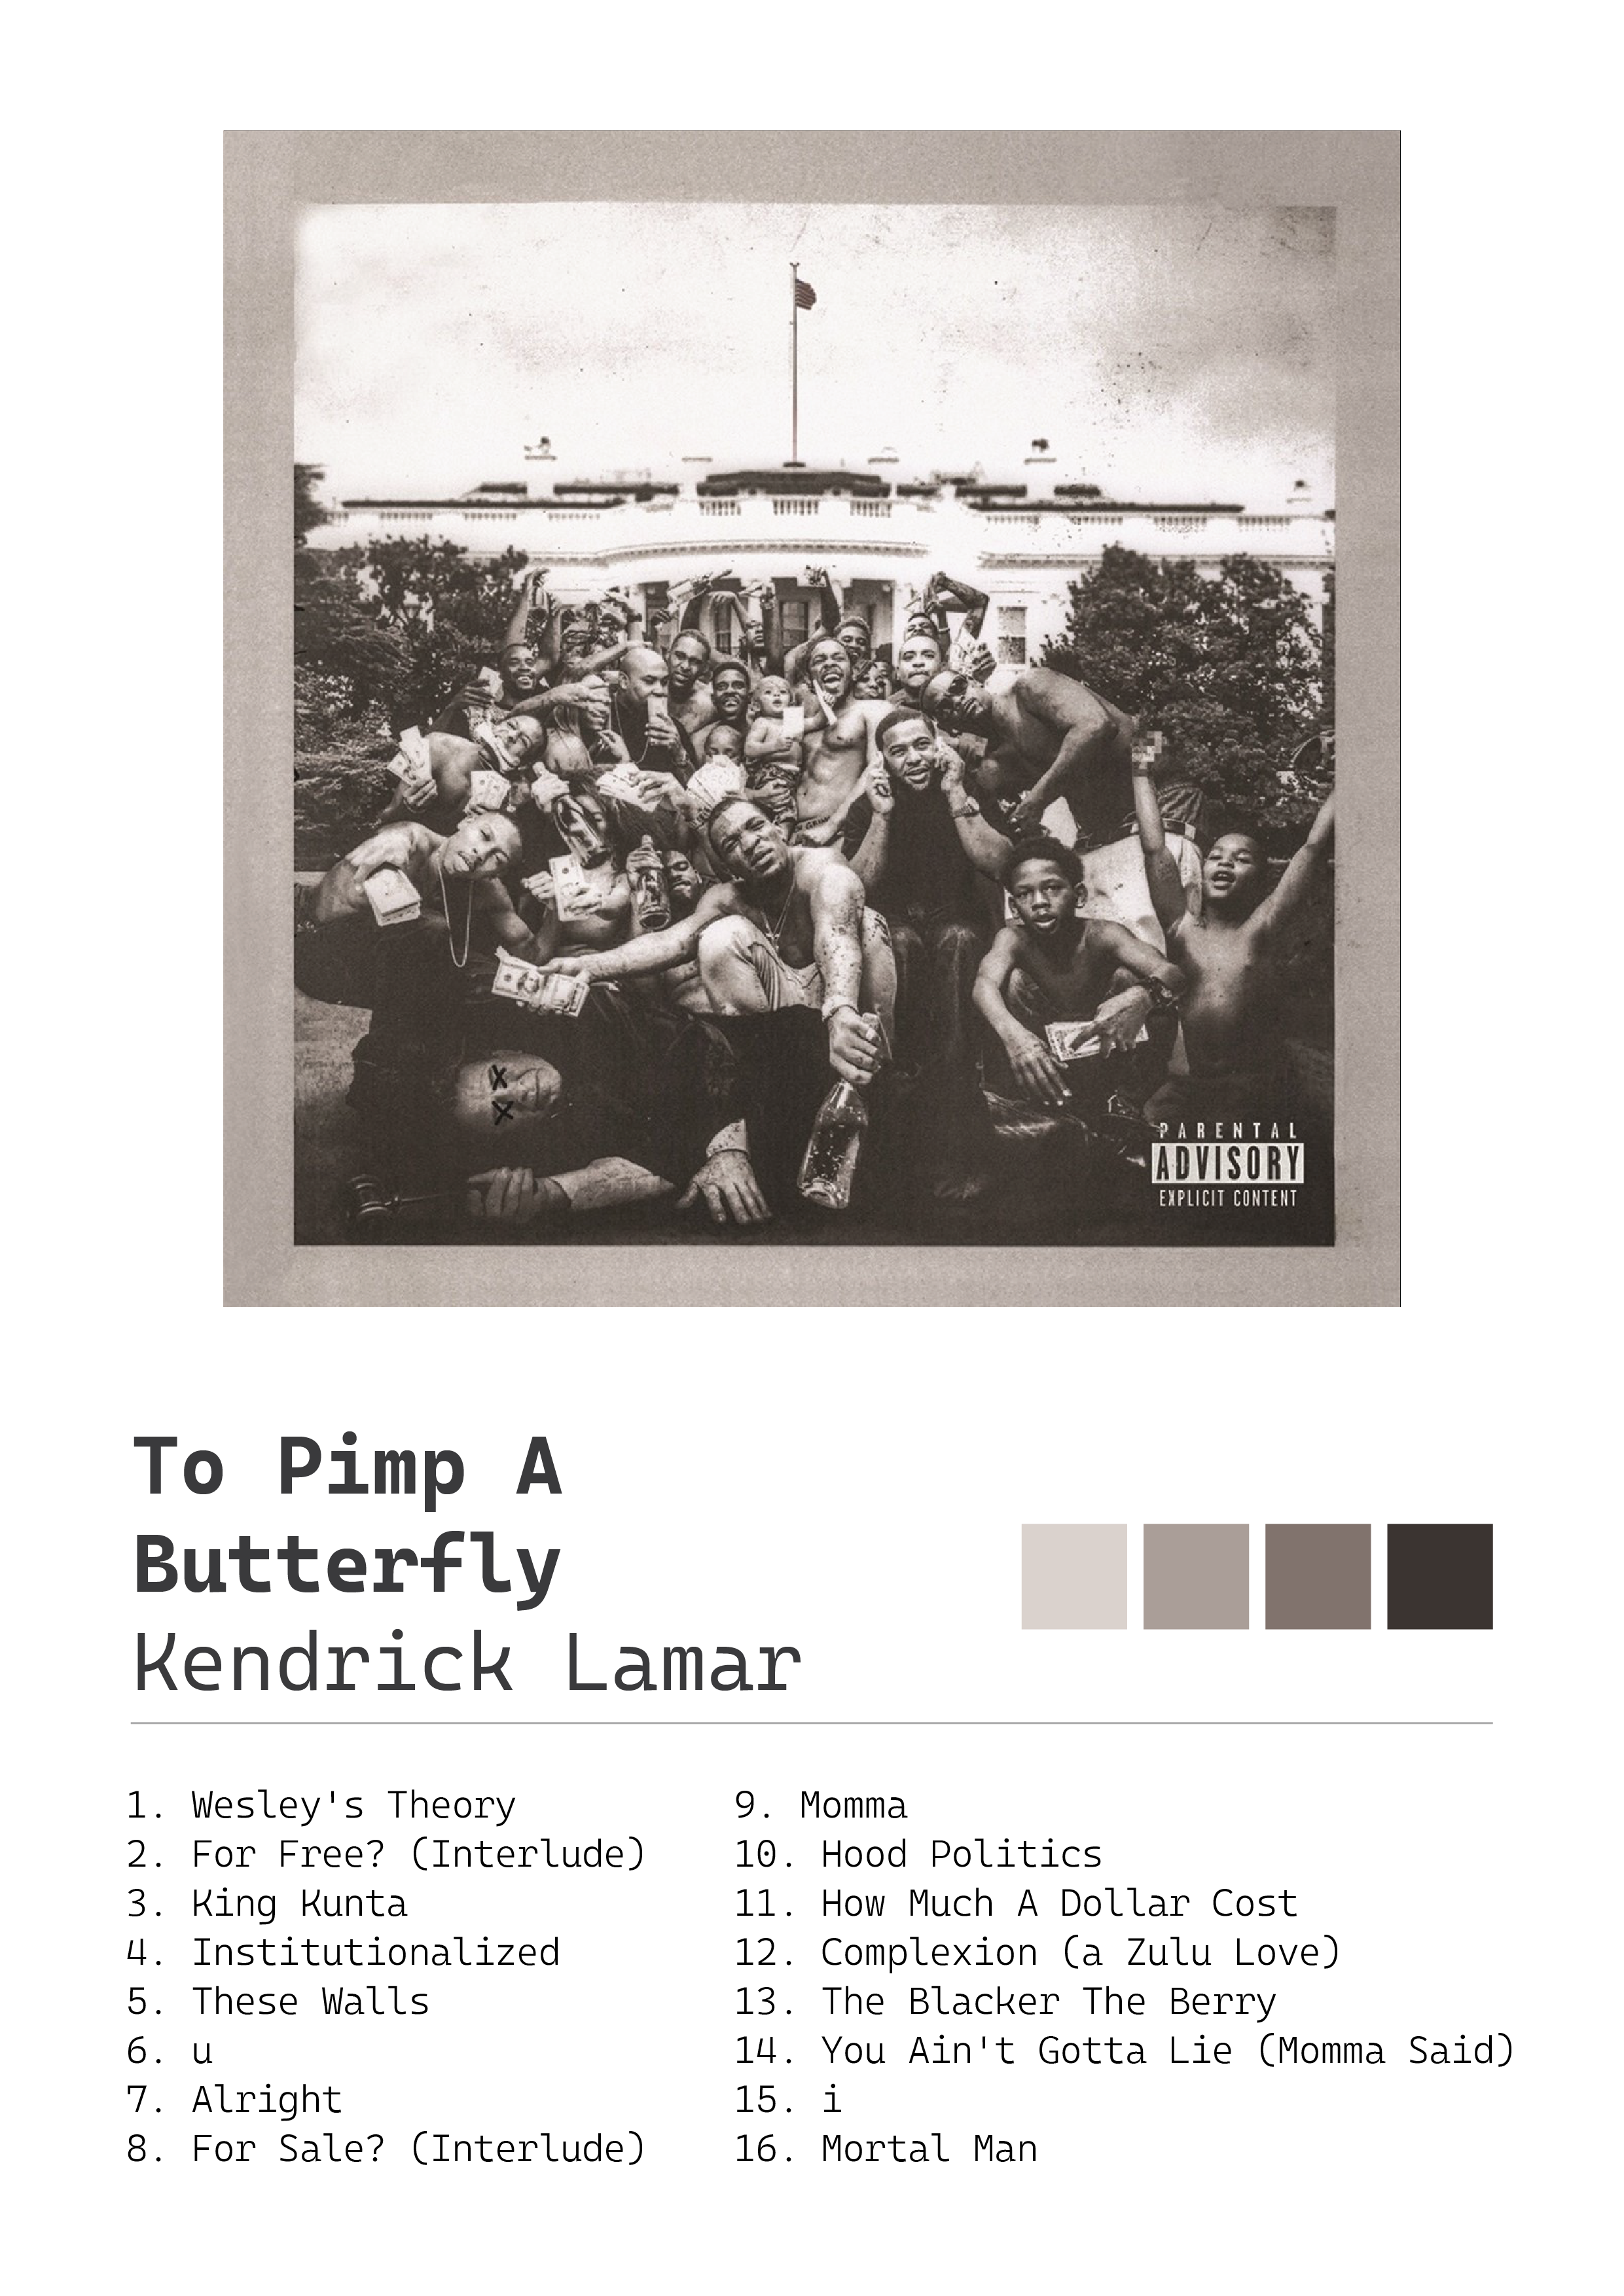 PARENTAL
ADVISORY
EXPLICIT CONTENT
To Pimp A
Butterfly
Kendrick Lamar
1. Wesley's Theory
2. For Free? (Interlude)
3. King Kunta
4. Institutionalized
5. These Walls
6. u
7. Alright
8. For Sale? (Interlude)
9. Momma
10. Hood Politics
11. How Much A Dollar Cost
12. Complexion (a Zulu Love)
13. The Blacker The Berry
14. You Ain't Gotta Lie (Momma Said)
15. i
16. Mortal Man